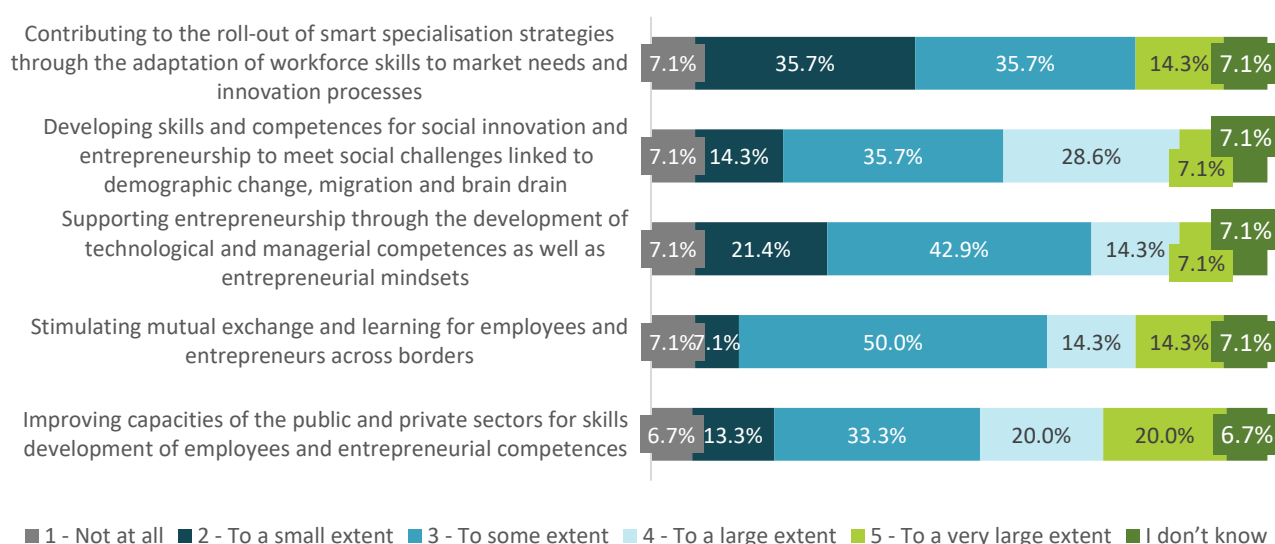 Contributing to the roll-out of smart specialisation strategies
through the adaptation of workforce skills to market needs and
innovation processes
7.1% 35.7% 35.7% 14.3% 7.1%
Developing skills and competences for social innovation and
entrepreneurship to meet social challenges linked to
demographic change, migration and brain drain
7.1% 14.3% 35.7% 28.6% 7.1% 7.1%
Supporting entrepreneurship through the development of
technological and managerial competences as well as
entrepreneurial mindsets
7.1% 21.4% 42.9% 14.3% 7.1% 7.1%
Stimulating mutual exchange and learning for employees and
entrepreneurs across borders
7.1% 7.1% 50.0% 14.3% 14.3% 7.1%
Improving capacities of the public and private sectors for skills
development of employees and entrepreneurial competences
6.7% 13.3% 33.3% 20.0% 20.0% 6.7%
1 - Not at all 2 - To a small extent 3 - To some extent 4 - To a large extent 5 - To a very large extent I don't know